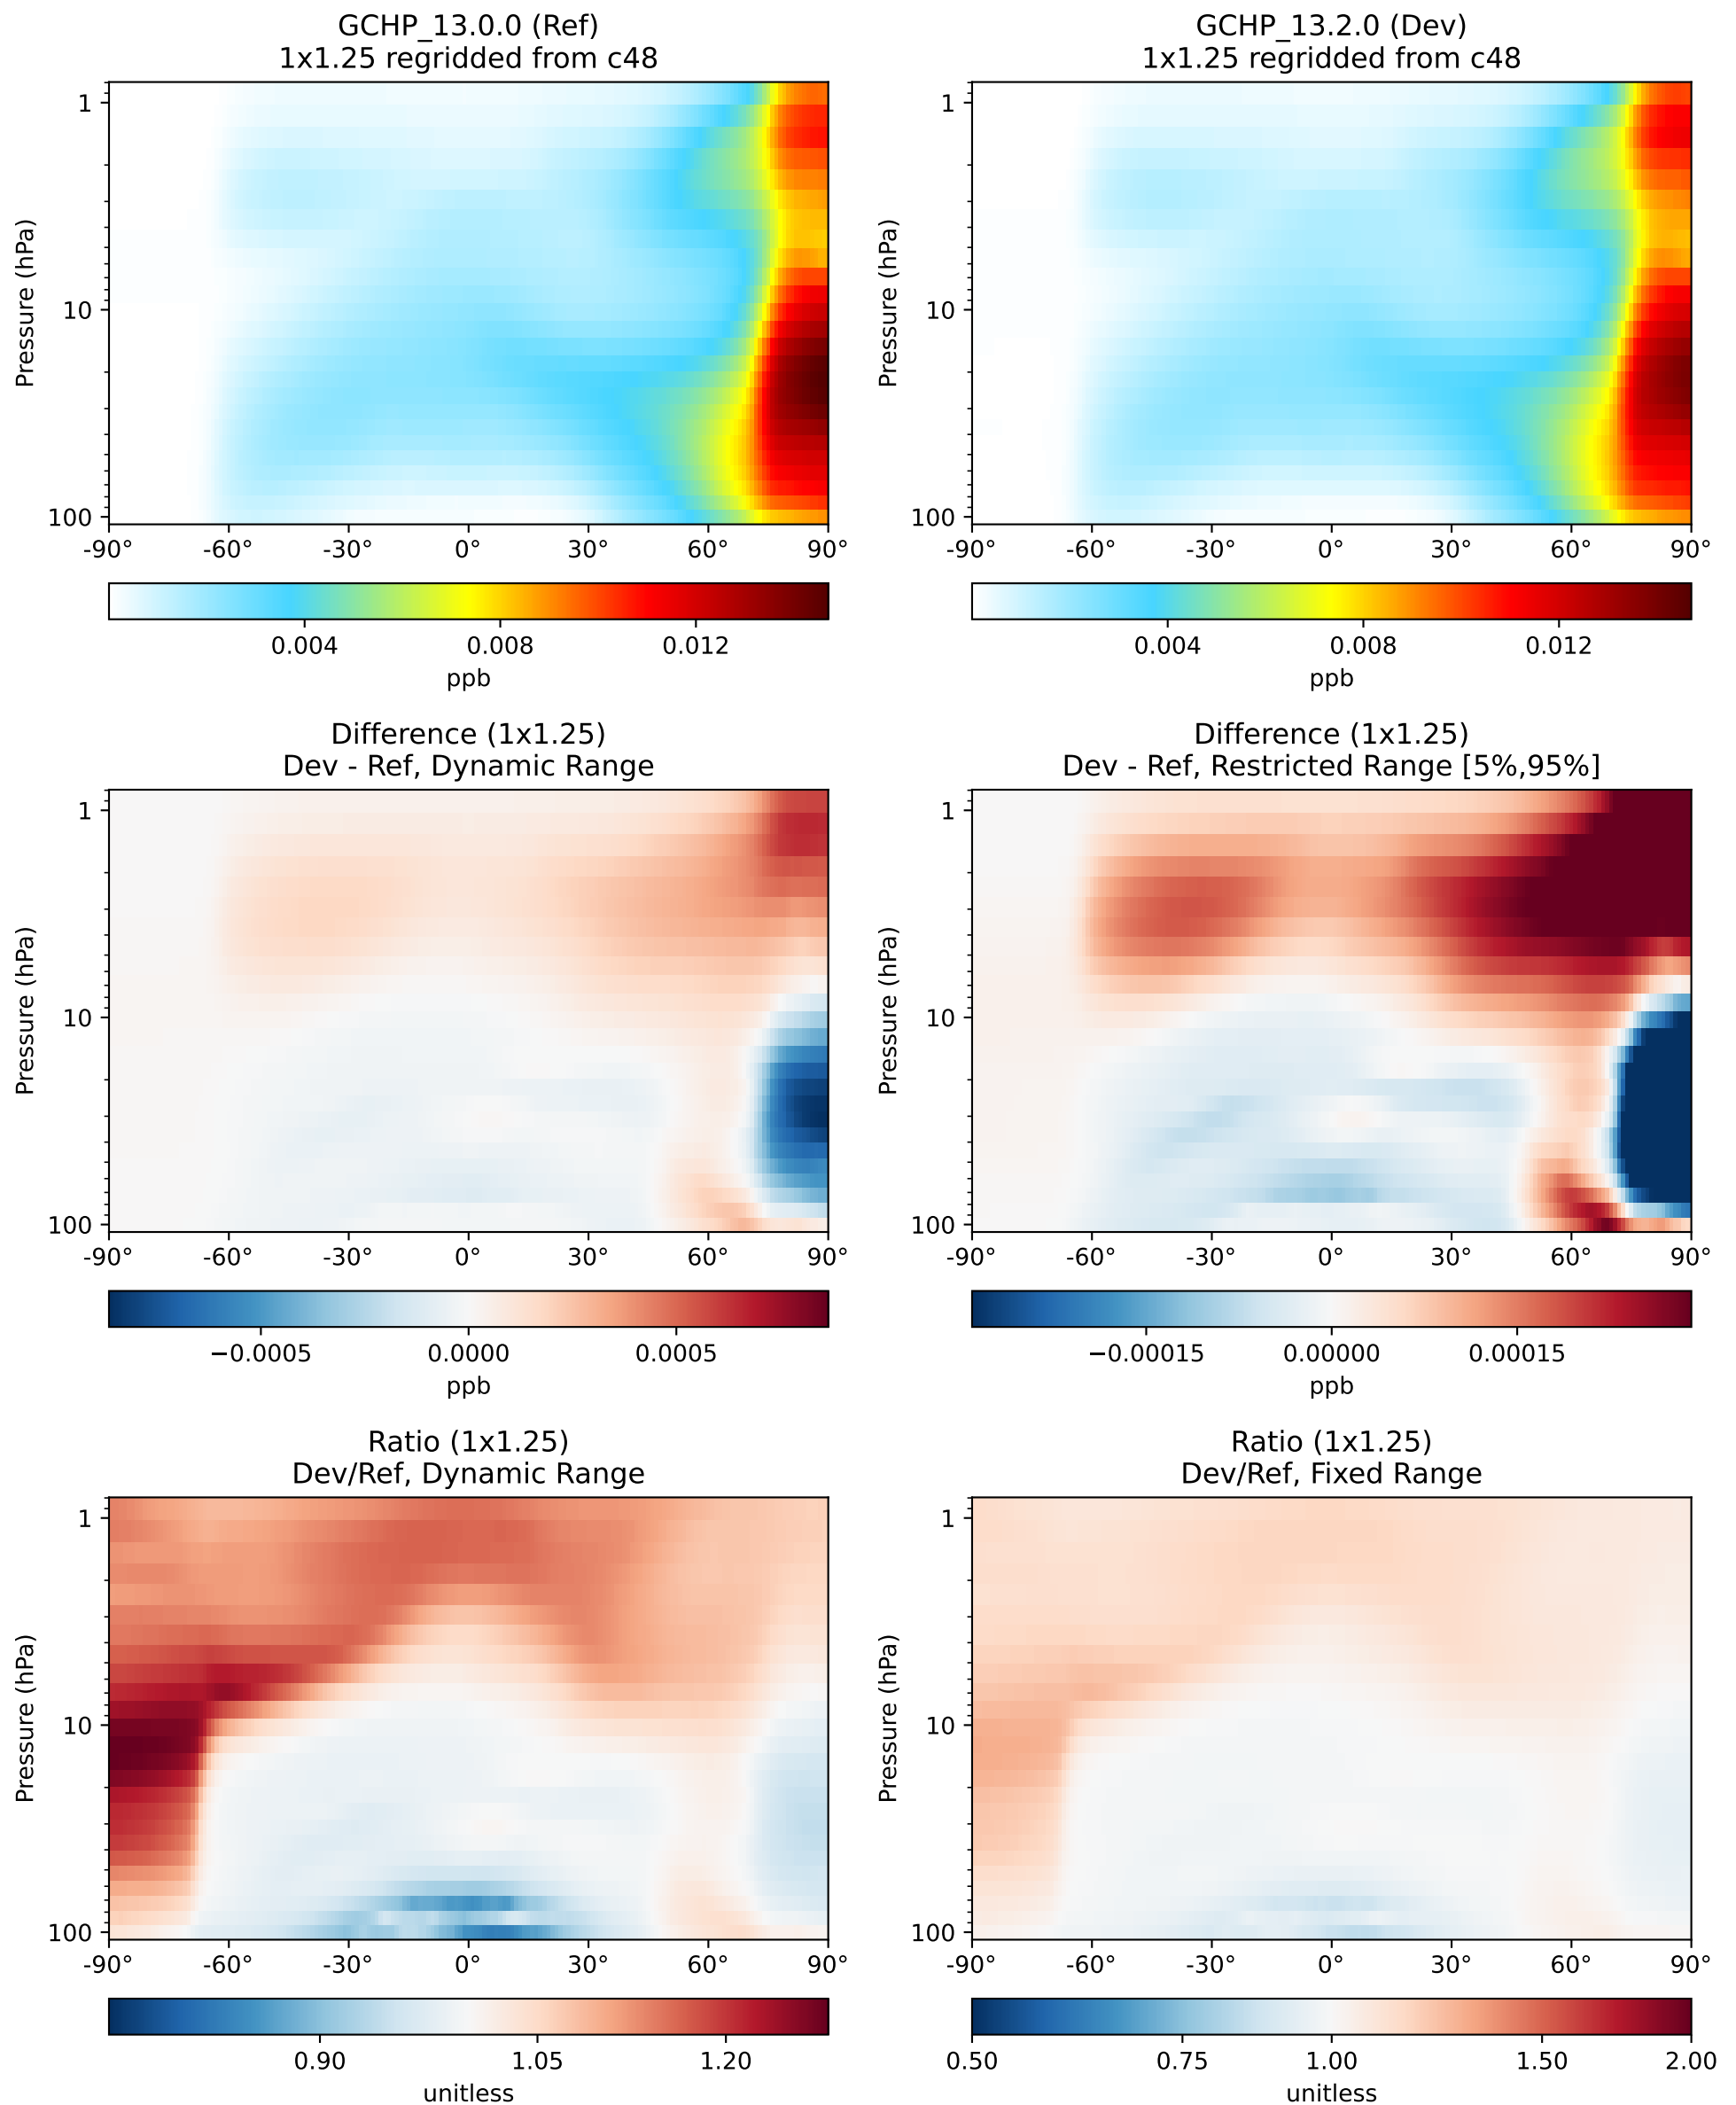 GCHP_13.0.0 (Ref)
1x1.25 regridded from c48
Pressure (hPa)
1
10
100
-90° -60° -30° 0° 30° 60° 90°
0.004 0.008 0.012
ppb
GCHP_13.2.0 (Dev)
1x1.25 regridded from c48
Pressure (hPa)
1
10
100
-90° -60° -30° 0° 30° 60° 90°
0.004 0.008 0.012
ppb
Difference (1x1.25)
Dev - Ref, Dynamic Range
Pressure (hPa)
1
10
100
-90° -60° -30° 0° 30° 60° 90°
−0.0005 0.0000 0.0005
ppb
Difference (1x1.25)
Dev - Ref, Restricted Range [5%,95%]
Pressure (hPa)
1
10
100
-90° -60° -30° 0° 30° 60° 90°
−0.00015 0.00000 0.00015
ppb
Ratio (1x1.25)
Dev/Ref, Dynamic Range
Pressure (hPa)
1
10
100
-90° -60° -30° 0° 30° 60° 90°
0.90 1.05 1.20
unitless
Ratio (1x1.25)
Dev/Ref, Fixed Range
Pressure (hPa)
1
10
100
-90° -60° -30° 0° 30° 60° 90°
0.50 0.75 1.00 1.50 2.00
unitless